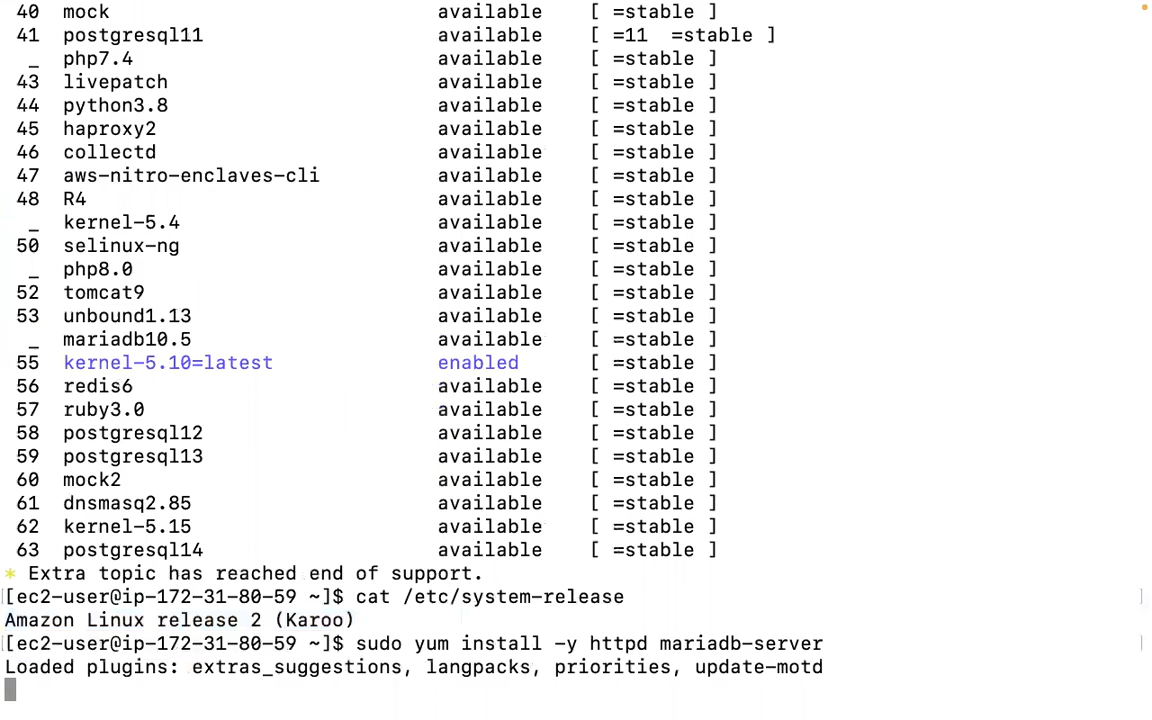 40 mock available [ =stable ]
41 postgresql11 available [ =11 =stable ]
_ php7.4 available [ =stable ]
43 livepatch available [ =stable ]
44 python3.8 available [ =stable ]
45 haproxy2 available [ =stable ]
46 collectd available [ =stable ]
47 aws-nitro-enclaves-cli available [ =stable ]
48 R4 available [ =stable ]
_ kernel-5.4 available [ =stable ]
50 selinux-ng available [ =stable ]
_ php8.0 available [ =stable ]
52 tomcat9 available [ =stable ]
53 unbound1.13 available [ =stable ]
_ mariadb10.5 available [ =stable ]
55 kernel-5.10=latest enabled [ =stable ]
56 redis6 available [ =stable ]
57 ruby3.0 available [ =stable ]
58 postgresql12 available [ =stable ]
59 postgresql13 available [ =stable ]
60 mock2 available [ =stable ]
61 dnsmasq2.85 available [ =stable ]
62 kernel-5.15 available [ =stable ]
63 postgresql14 available [ =stable ]
* Extra topic has reached end of support.
[ec2-user@ip-172-31-80-59 ~]$ cat /etc/system-release
Amazon Linux release 2 (Karoo)
[ec2-user@ip-172-31-80-59 ~]$ sudo yum install -y httpd mariadb-server
Loaded plugins: extras_suggestions, langpacks, priorities, update-motd